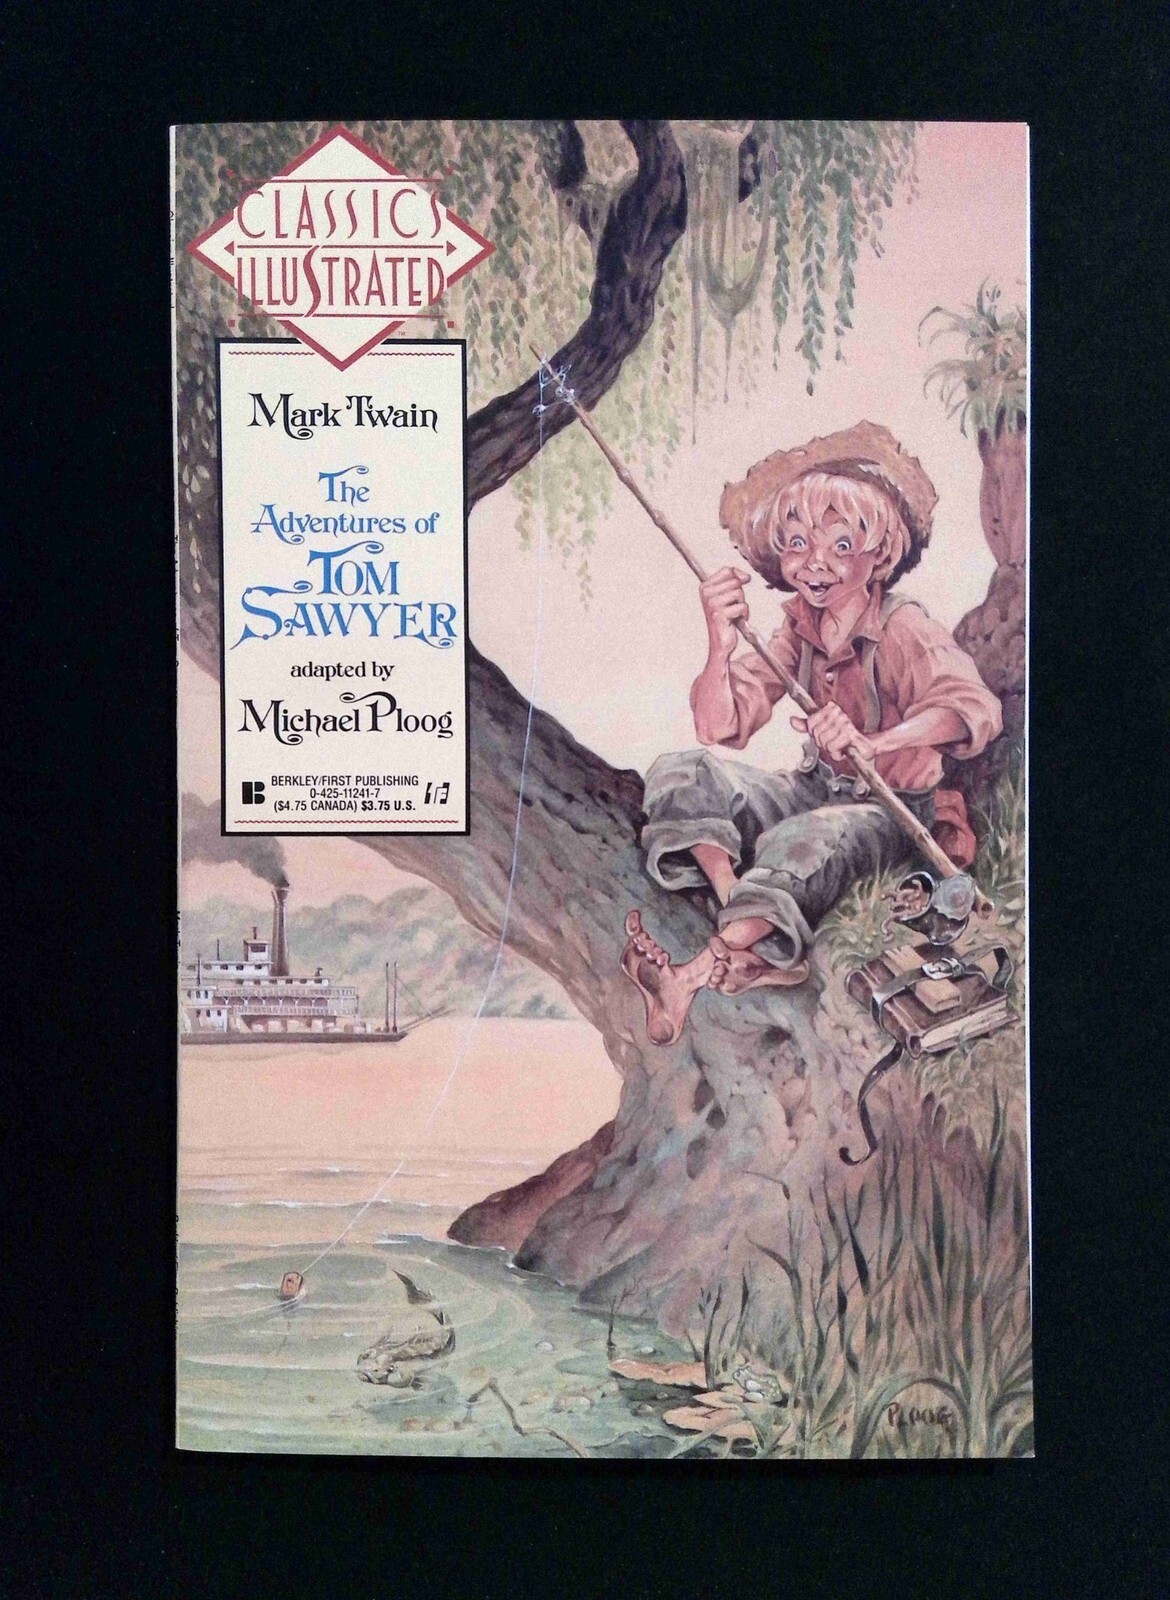 CLASSICS
ILLUSTRATED
™
Mark Twain
The
Adventures of
TOM
SAWYER
adapted by
Michael Ploog
BERKLEY/FIRST PUBLISHING
0-425-11241-7
($4.75 CANADA) $3.75 U.S.
PLOOG